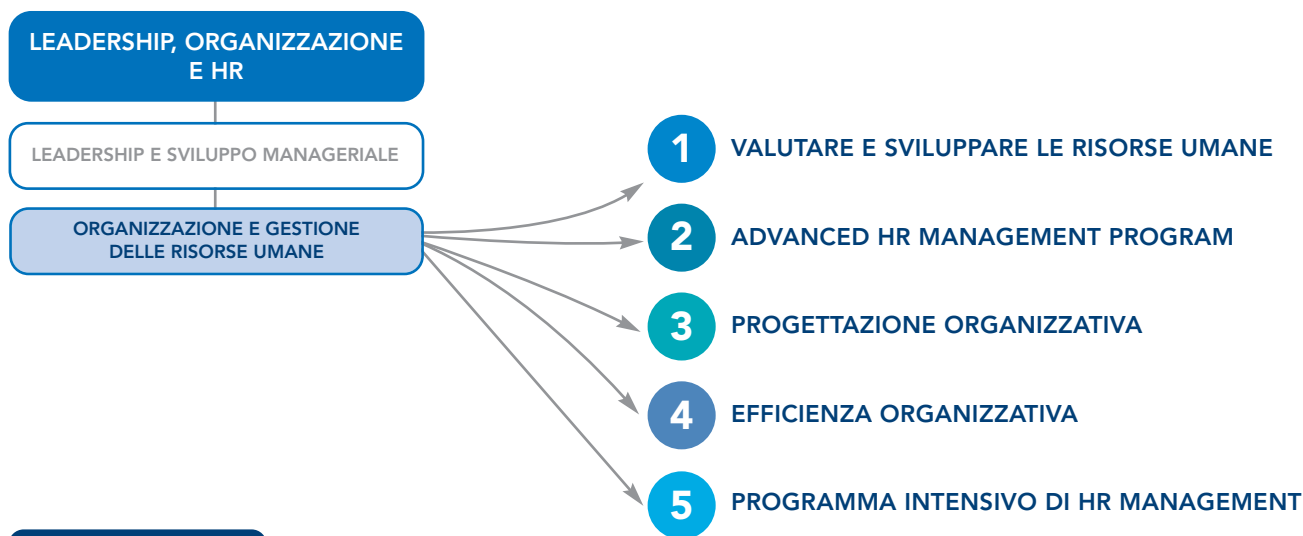 LEADERSHIP, ORGANIZZAZIONE
E HR
LEADERSHIP E SVILUPPO MANAGERIALE
ORGANIZZAZIONE E GESTIONE
DELLE RISORSE UMANE
1 VALUTARE E SVILUPPARE LE RISORSE UMANE
2 ADVANCED HR MANAGEMENT PROGRAM
3 PROGETTAZIONE ORGANIZZATIVA
4 EFFICIENZA ORGANIZZATIVA
5 PROGRAMMA INTENSIVO DI HR MANAGEMENT